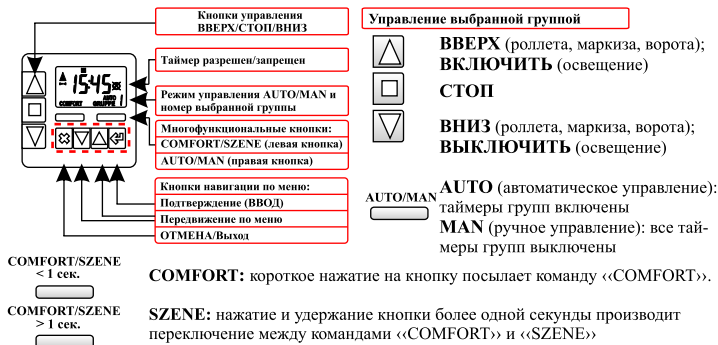 Кнопки управления
ВВЕРХ/СТОП/ВНИЗ
Таймер разрешен/запрещен
15:45
AUTO
COMFORT GRUPPE 1
Режим управления AUTO/MAN и
номер выбранной группы
Многофункциональные кнопки:
COMFORT/SZENE (левая кнопка)
AUTO/MAN (правая кнопка)
Кнопки навигации по меню:
Подтверждение (ВВОД)
Передвижение по меню
ОТМЕНА/Выход
Управление выбранной группой
ВВЕРХ (роллета, маркиза, ворота);
ВКЛЮЧИТЬ (освещение)
СТОП
ВНИЗ (роллета, маркиза, ворота);
ВЫКЛЮЧИТЬ (освещение)
AUTO/MAN
AUTO (автоматическое управление):
таймеры групп включены
MAN (ручное управление): все тай-
меры групп выключены
COMFORT/SZENE
< 1 сек.
COMFORT: короткое нажатие на кнопку посылает команду ‹‹COMFORT››.
COMFORT/SZENE
> 1 сек.
SZENE: нажатие и удержание кнопки более одной секунды производит
переключение между командами ‹‹COMFORT›› и ‹‹SZENE››